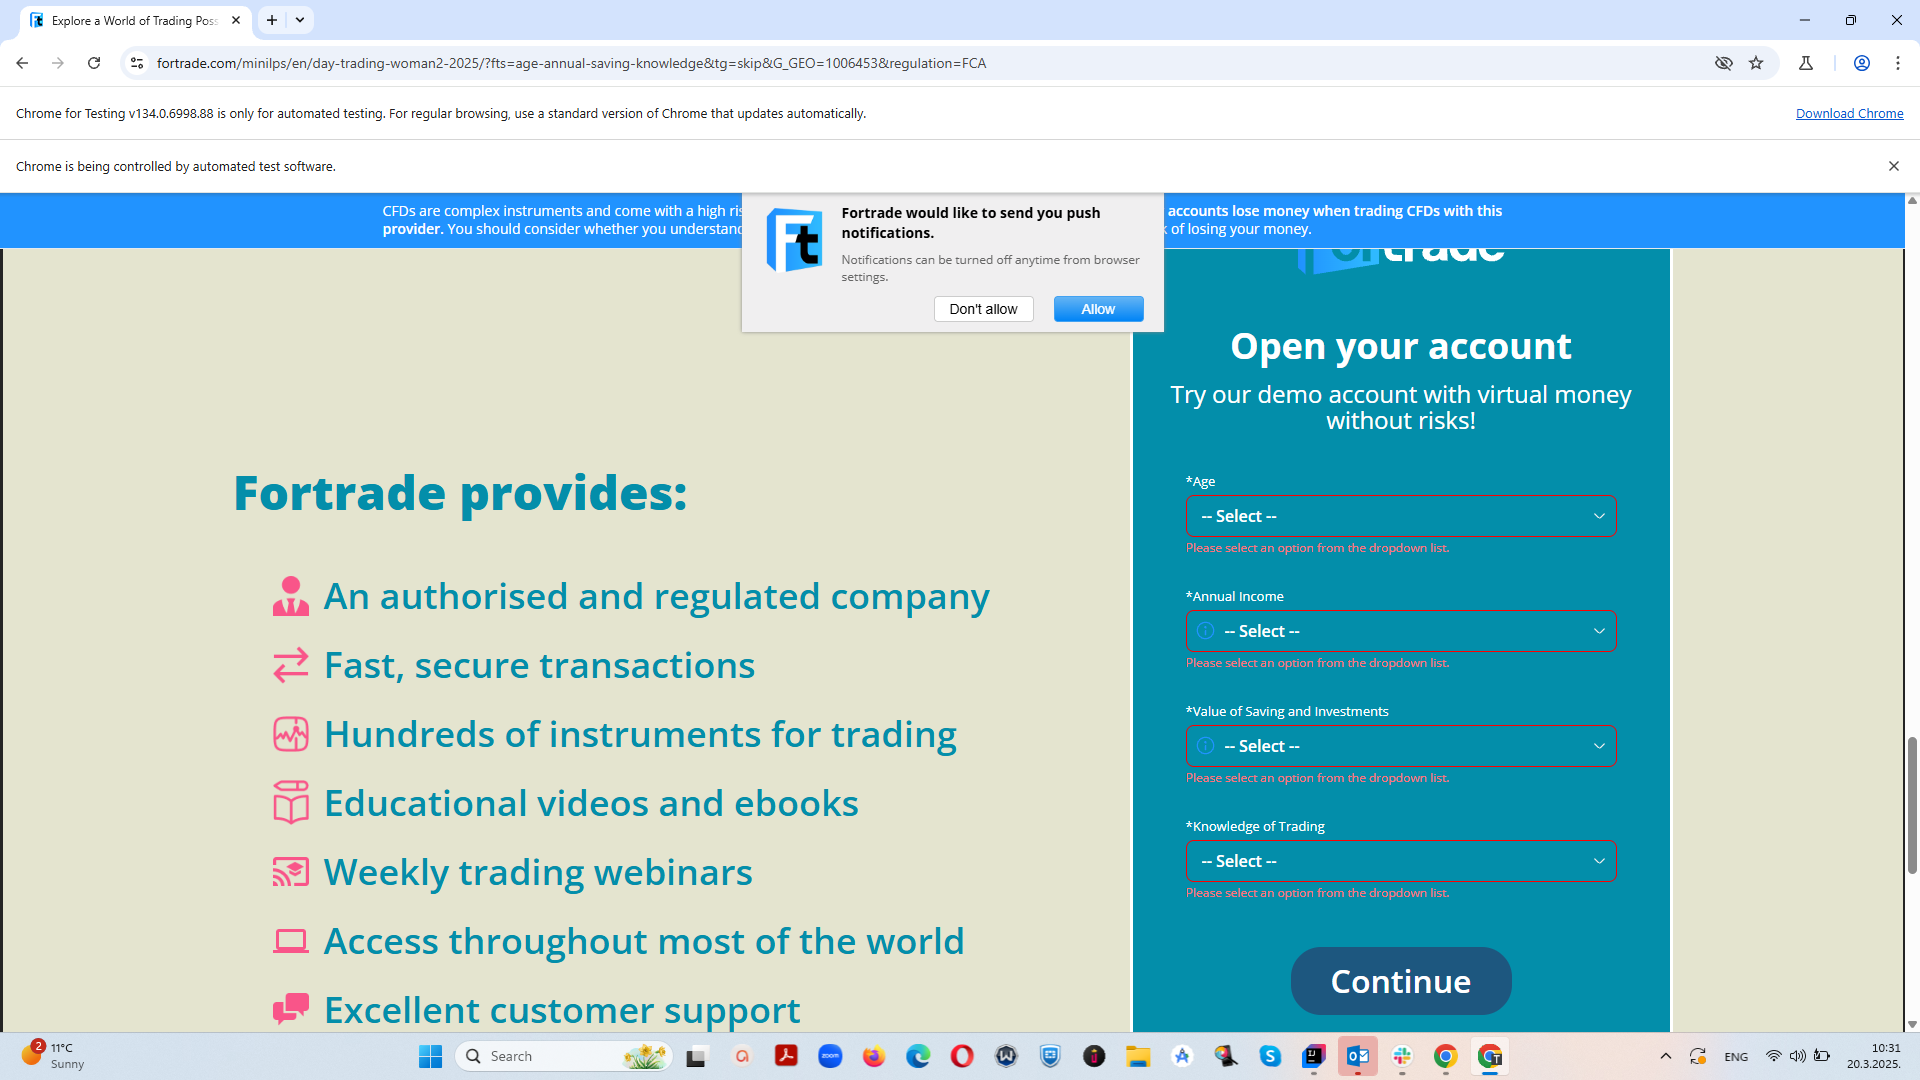 Explore a World of Trading Poss
fortrade.com/minilps/en/day-trading-woman2-2025/?fts=age-annual-saving-knowledge&tg=skip&G_GEO=1006453&regulation=FCA
Chrome for Testing v134.0.6998.88 is only for automated testing. For regular browsing, use a standard version of Chrome that updates automatically.
Download Chrome
Chrome is being controlled by automated test software.
CFDs are complex instruments and come with a high ris
accounts lose money when trading CFDs with this
provider. You should consider whether you understand
of losing your money.
Ft
Fortrade would like to send you push
notifications.
Notifications can be turned off anytime from browser
settings.
Don't allow
Allow
Fortrade
Open your account
Try our demo account with virtual money
without risks!
*Age
-- Select --
Please select an option from the dropdown list.
*Annual Income
-- Select --
Please select an option from the dropdown list.
*Value of Saving and Investments
-- Select --
Please select an option from the dropdown list.
*Knowledge of Trading
-- Select --
Please select an option from the dropdown list.
Continue
Fortrade provides:
An authorised and regulated company
Fast, secure transactions
Hundreds of instruments for trading
Educational videos and ebooks
Weekly trading webinars
Access throughout most of the world
Excellent customer support
2
11°C
Sunny
Search
zoom
ENG
10:31
20.3.2025.